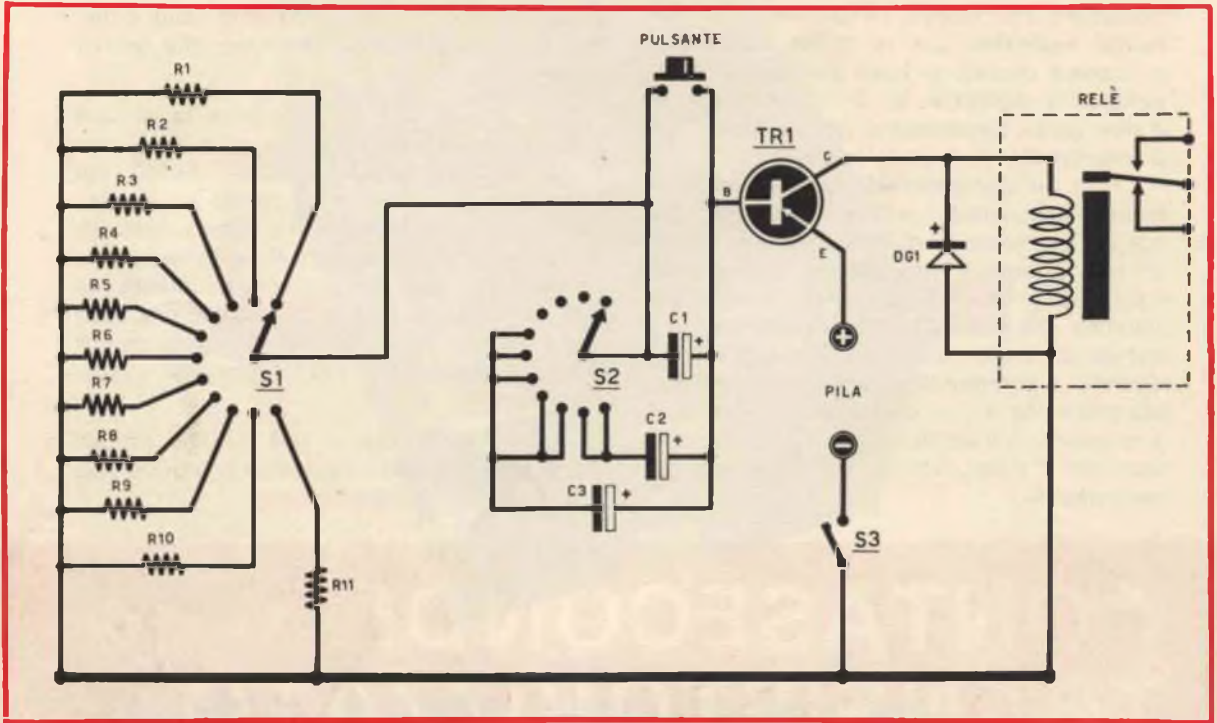 PULSANTE
R1
R2
R3
R4
R5
R6
R7
R8
R9
R10
R11
S1
S2
C1
+
C2
+
C3
+
TR1
B
C
E
+
PILA
-
S3
DG1
+
RELÈ